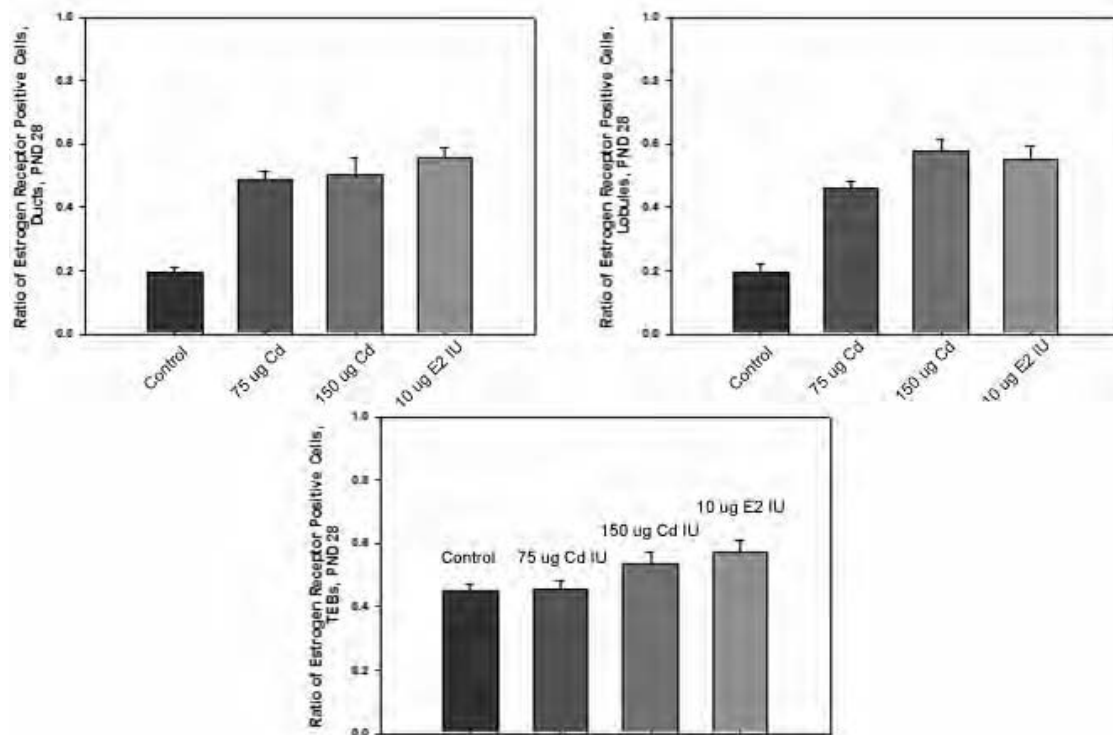 Ratio of Estrogen Receptor Positive Cells,
Ducts, PND 28
1.0
0.8
0.6
0.4
0.2
0.0
Control
75 ug Cd
150 ug Cd
10 ug E2 IU
Ratio of Estrogen Receptor Positive Cells,
Lobules, PND 28
1.0
0.8
0.6
0.4
0.2
0.0
Control
75 ug Cd
150 ug Cd
10 ug E2 IU
Ratio of Estrogen Receptor Positive Cells,
TEBs, PND 28
1.0
0.8
0.6
0.4
0.2
0.0
Control
75 ug Cd IU
150 ug Cd IU
10 ug E2 IU